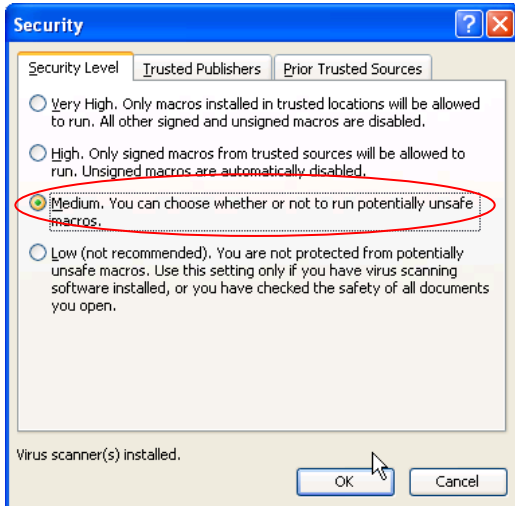 Security
Security Level Trusted Publishers Prior Trusted Sources
Very High. Only macros installed in trusted locations will be allowed
to run. All other signed and unsigned macros are disabled.
High. Only signed macros from trusted sources will be allowed to
run. Unsigned macros are automatically disabled.
Medium. You can choose whether or not to run potentially unsafe
macros.
Low (not recommended). You are not protected from potentially
unsafe macros. Use this setting only if you have virus scanning
software installed, or you have checked the safety of all documents
you open.
Virus scanner(s) installed.
OK Cancel